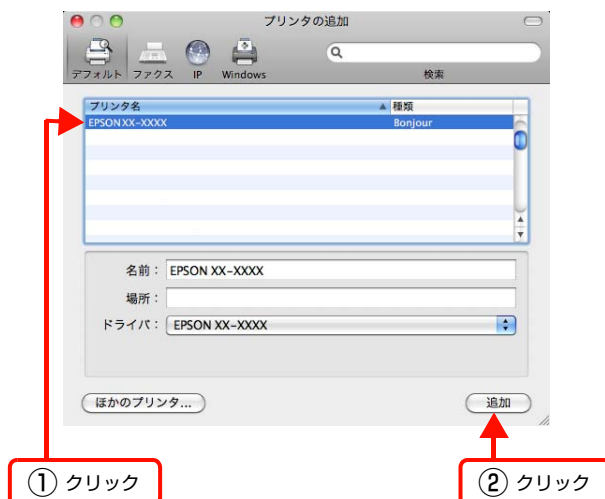 プリンタの追加
デフォルト ファクス IP Windows 検索
プリンタ名 種類
EPSON XX-XXXX Bonjour
名前： EPSON XX-XXXX
場所：
ドライバ： EPSON XX-XXXX
ほかのプリンタ... 追加
① クリック ② クリック